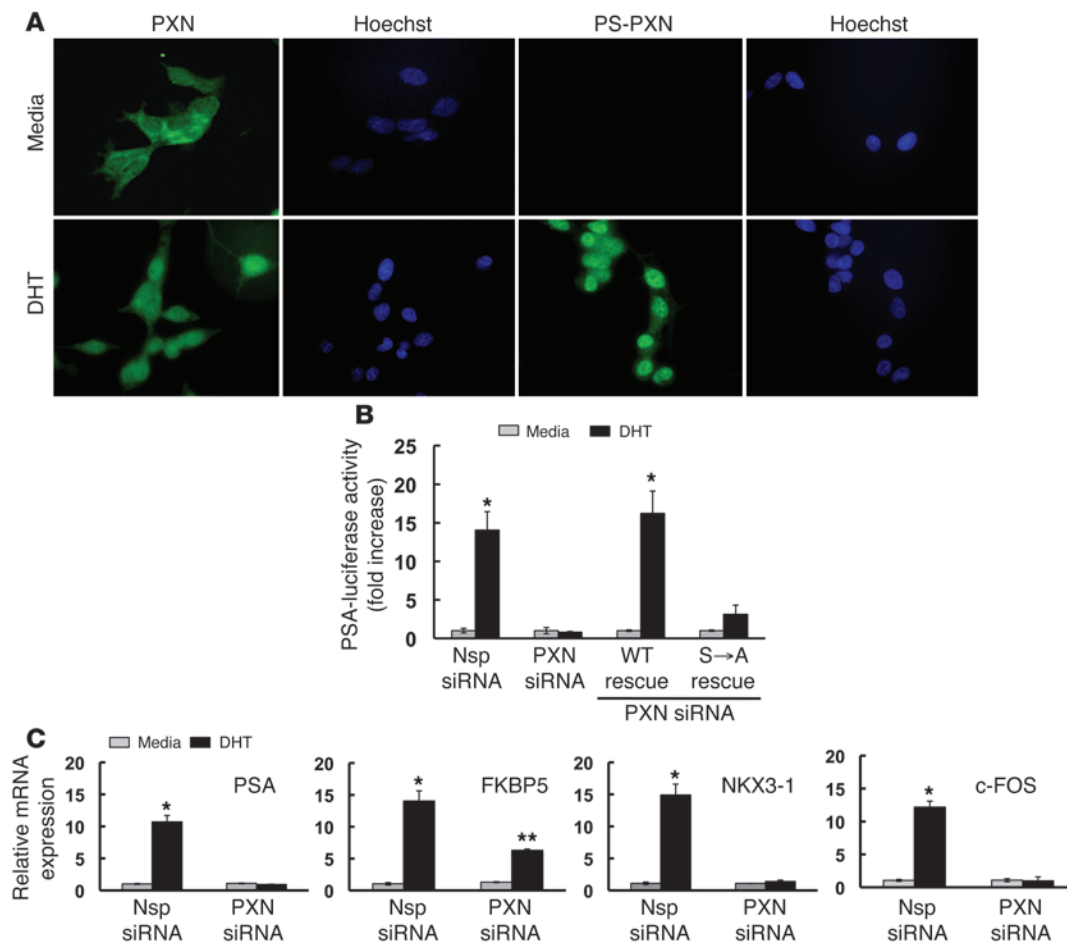 A
PXN Hoechst PS-PXN Hoechst
Media
DHT
B
Media DHT
PSA-luciferase activity
(fold increase)
25
20
15
10
5
0
Nsp PXN WT S→A
siRNA siRNA rescue rescue
PXN siRNA
* *
C
Media DHT
Relative mRNA
expression
20
15
10
5
0
PSA
*
Nsp PXN
siRNA siRNA
20
15
10
5
0
FKBP5
* **
Nsp PXN
siRNA siRNA
20
15
10
5
0
NKX3-1
*
Nsp PXN
siRNA siRNA
20
15
10
5
0
c-FOS
*
Nsp PXN
siRNA siRNA